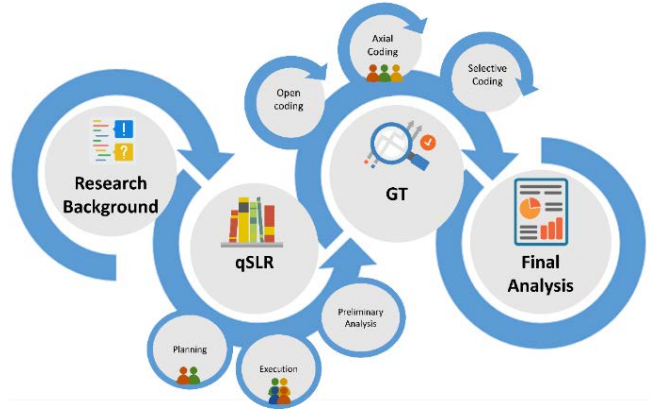 Research
Background
!
?
qSLR
Planning
Execution
Preliminary
Analysis
GT
Open
coding
Axial
Coding
Selective
Coding
Final
Analysis